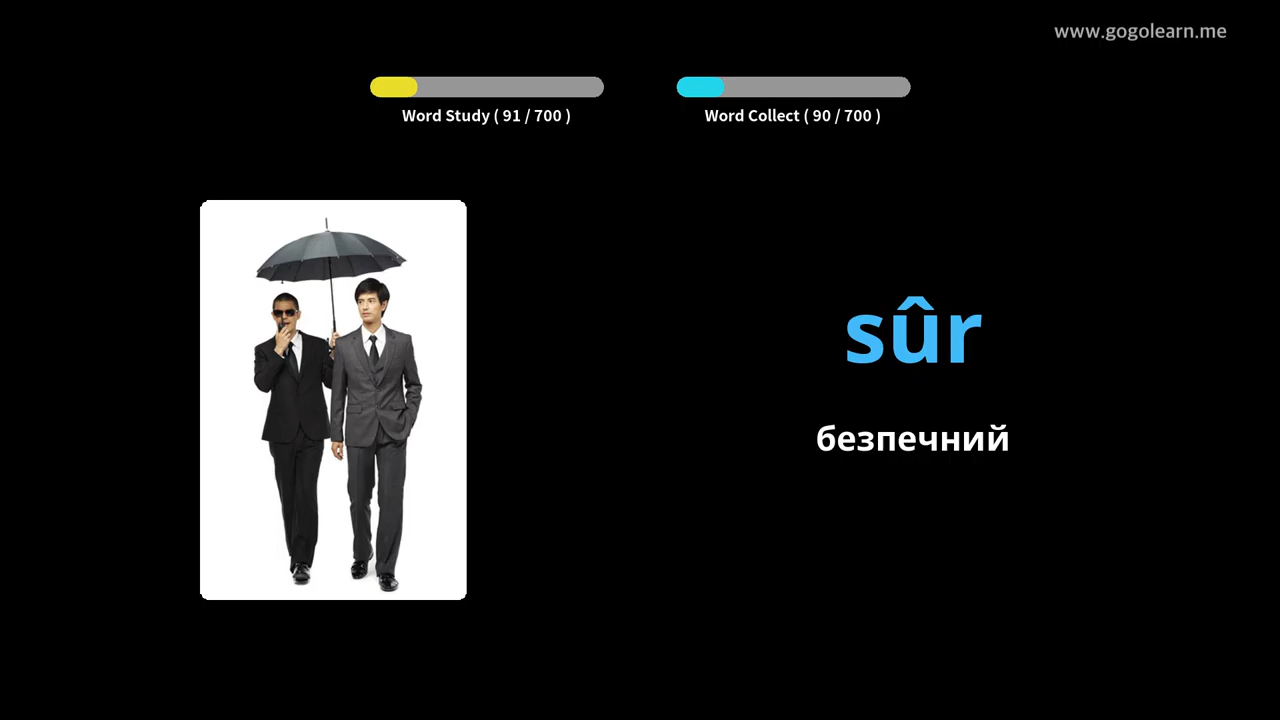 www.gogolearn.me
Word Study ( 91 / 700 )
Word Collect ( 90 / 700 )
sûr
безпечний